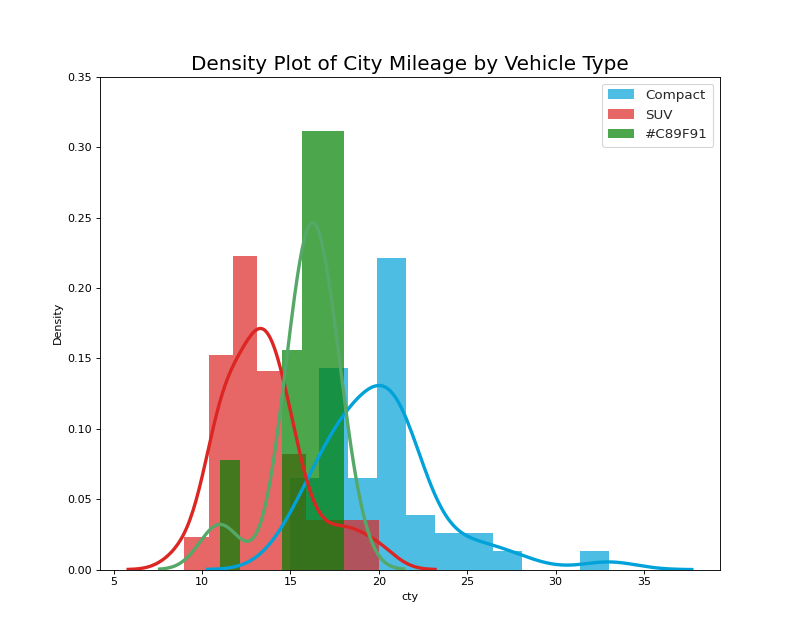 Density Plot of City Mileage by Vehicle Type
0.35
0.30
0.25
0.20
0.15
0.10
0.05
0.00
Density
Compact
SUV
#C89F91
5 10 15 20 25 30 35
cty